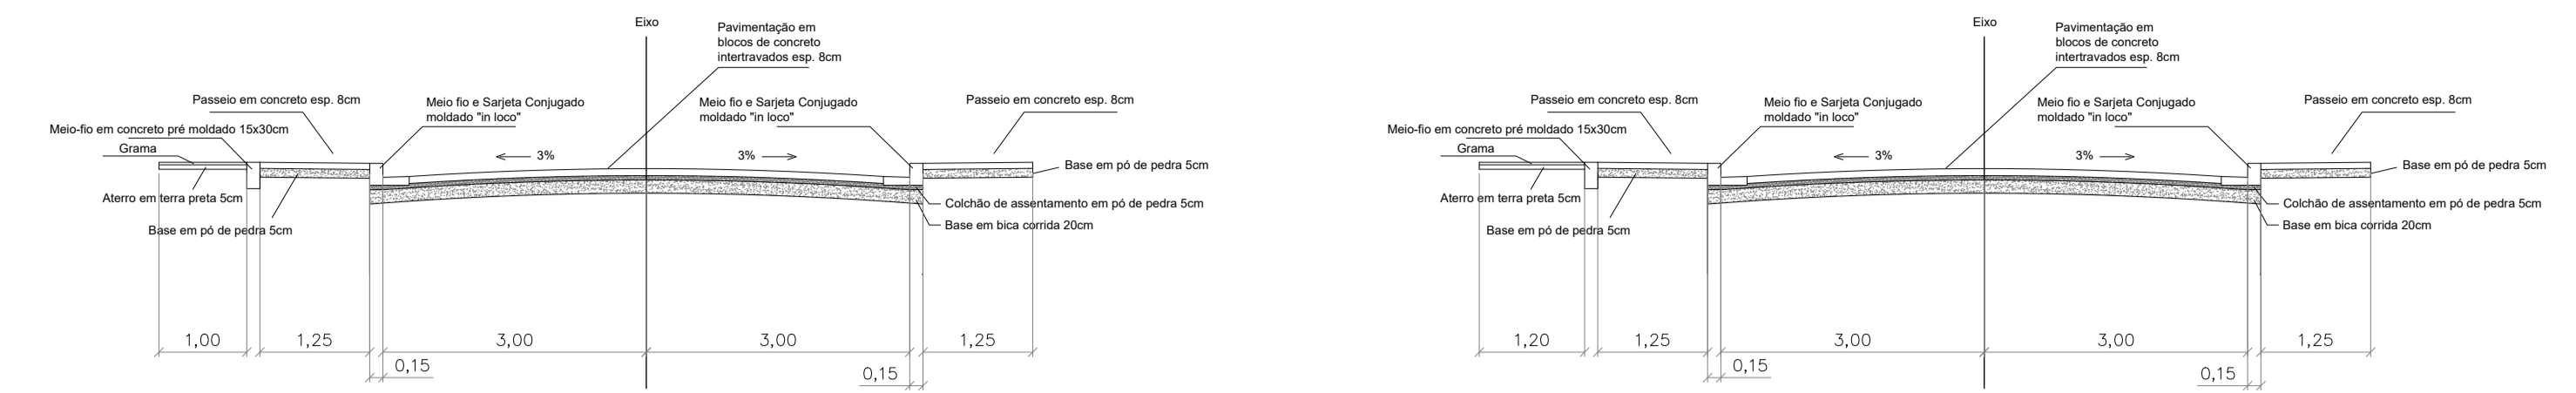 Eixo
Pavimentação em
blocos de concreto
intertravados esp. 8cm
Passeio em concreto esp. 8cm
Meio fio e Sarjeta Conjugado
moldado "in loco"
Meio fio e Sarjeta Conjugado
moldado "in loco"
Passeio em concreto esp. 8cm
Meio-fio em concreto pré moldado 15x30cm
Grama
3%
3%
Base em pó de pedra 5cm
Aterro em terra preta 5cm
Colchão de assentamento em pó de pedra 5cm
Base em pó de pedra 5cm
Base em bica corrida 20cm
1,00
1,25
3,00
3,00
1,25
0,15
0,15
Eixo
Pavimentação em
blocos de concreto
intertravados esp. 8cm
Passeio em concreto esp. 8cm
Meio fio e Sarjeta Conjugado
moldado "in loco"
Meio fio e Sarjeta Conjugado
moldado "in loco"
Passeio em concreto esp. 8cm
Meio-fio em concreto pré moldado 15x30cm
Grama
3%
3%
Base em pó de pedra 5cm
Aterro em terra preta 5cm
Colchão de assentamento em pó de pedra 5cm
Base em pó de pedra 5cm
Base em bica corrida 20cm
1,20
1,25
3,00
3,00
1,25
0,15
0,15